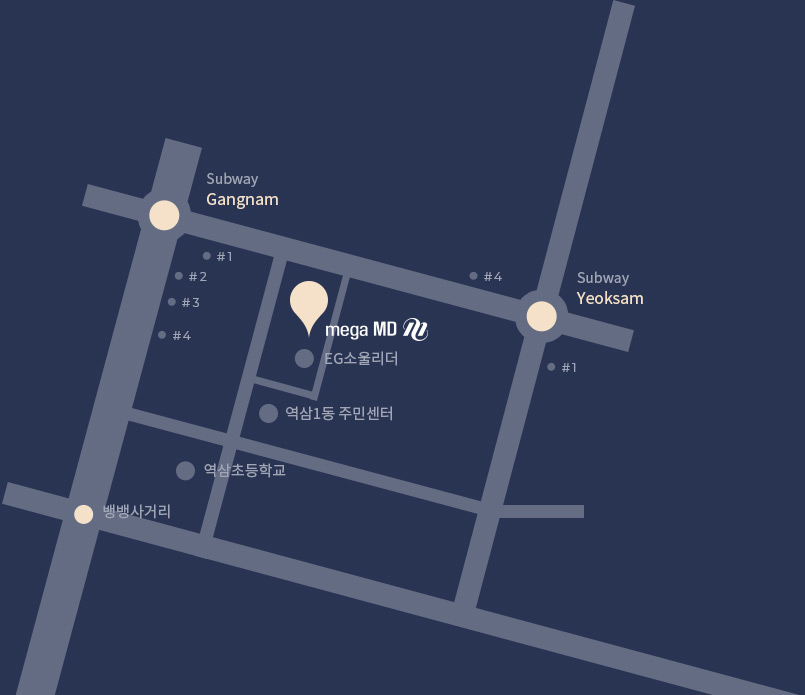 Subway
Gangnam
#1
#2
#3
#4
#4
Subway
Yeoksam
#1
mega MD
EG소울리더
역삼1동 주민센터
역삼초등학교
뱅뱅사거리